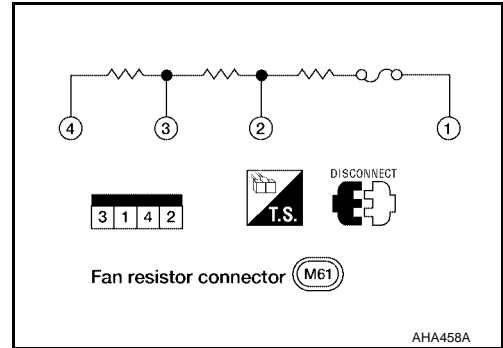 4 3 2 1
DISCONNECT
T.S.
3 1 4 2
Fan resistor connector M61
AHA458A